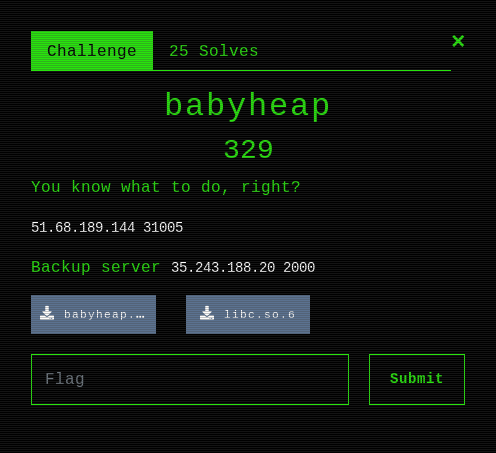 Challenge 25 Solves ×
babyheap
329
You know what to do, right?
51.68.189.144 31005
Backup server 35.243.188.20 2000
babyheap.… libc.so.6
Flag Submit